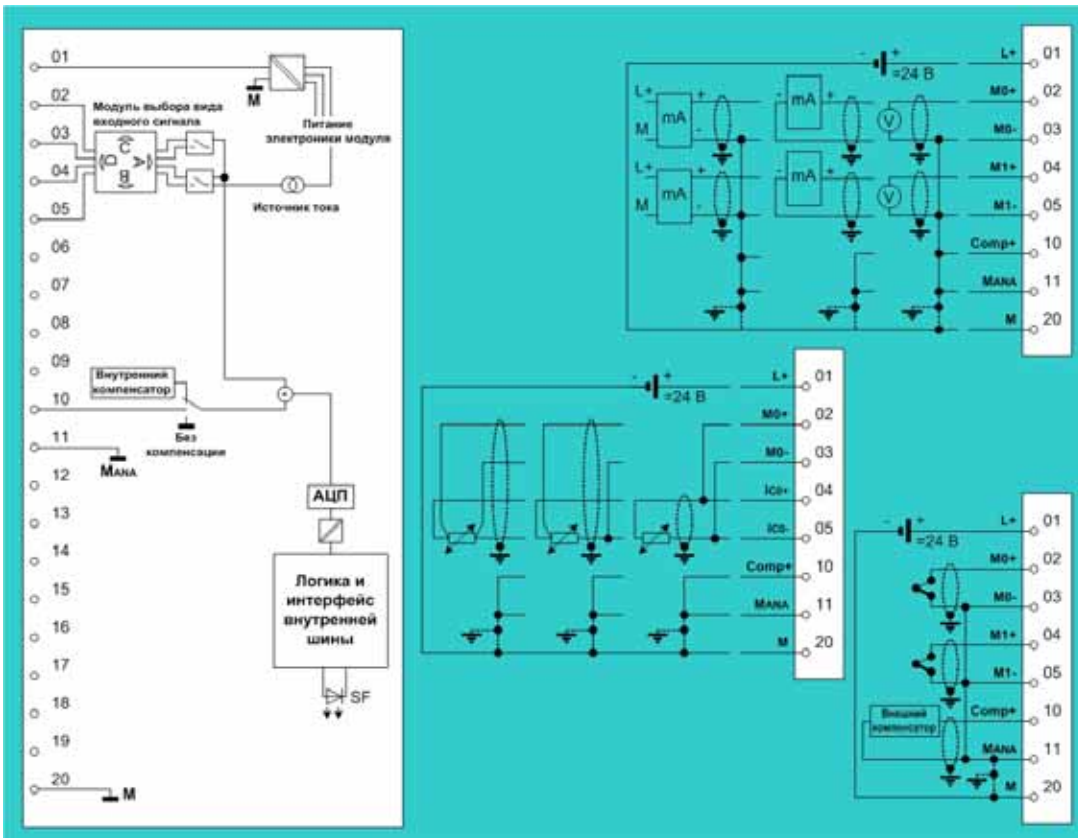 01
02
03
04
05
06
07
08
09
10
11
12
13
14
15
16
17
18
19
20
M
Модуль выбора вида
входного сигнала
C
D
A
B
Питание
электроники модуля
Источник тока
Внутренний
компенсатор
Без
компенсации
MANA
АЦП
Логика и
интерфейс
внутренней
шины
SF
M
- +
=24 В
L+ 01
M0+ 02
M0- 03
M1+ 04
M1- 05
Comp+ 10
MANA 11
M 20
L+ mA + - - mA + V
M
L+ mA + - - mA + V
M
- +
=24 В
L+ 01
M0+ 02
M0- 03
IC0+ 04
IC0- 05
Comp+ 10
MANA 11
M 20
- +
=24 В
L+ 01
M0+ 02
M0- 03
M1+ 04
M1- 05
Comp+ 10
MANA 11
M 20
Внешний
компенсатор